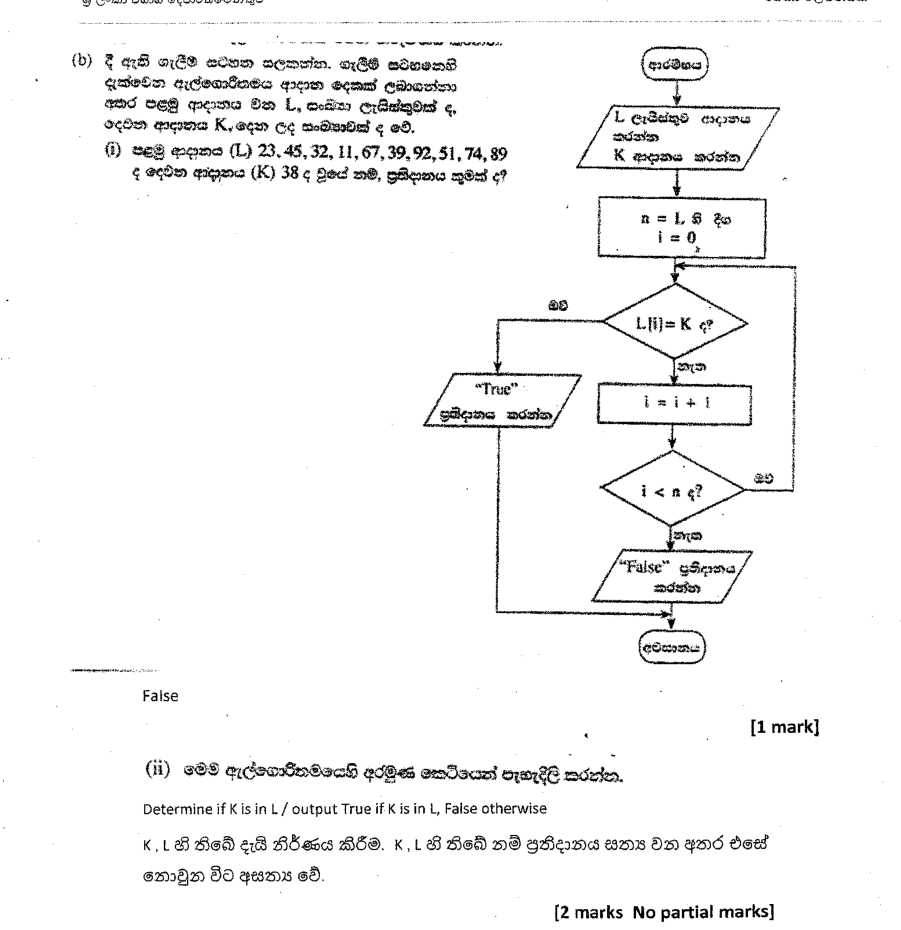 (b) දී ඇති ගැලීම් සටහන සලකන්න. ගැලීම් සටහනෙහි
දැක්වෙන ඇල්ගොරිතමය ආදාන දෙකක් ලබාගන්නා
අතර පළමු ආදානය වන L, සංඛ්‍යා ලැයිස්තුවක් ද,
දෙවන ආදානය K, දෙන ලද සංඛ්‍යාවක් ද වේ.
(i) පළමු ආදානය (L) 23, 45, 32, 11, 67, 39, 92, 51, 74, 89
ද දෙවන ආදානය (K) 38 ද වූයේ නම්, ප්‍රතිදානය කුමක් ද?
ආරම්භය
L ලැයිස්තුව ආදානය
කරන්න
K ආදානය කරන්න
n = L හි දිග
i = 0
L[i]= K ද?
ඔව්
නැත
"True"
ප්‍රතිදානය කරන්න
i = i + 1
i < n ද?
ඔව්
නැත
"False" ප්‍රතිදානය
කරන්න
අවසානය
False
[1 mark]
(ii) මෙම ඇල්ගොරිතමයෙහි අරමුණ කෙටියෙන් පැහැදිලි කරන්න.
Determine if K is in L / output True if K is in L, False otherwise
K , L හි තිබේ දැයි නිර්ණය කිරීම. K , L හි තිබේ නම් ප්‍රතිදානය සත්‍ය වන අතර එසේ
නොවුන විට අසත්‍ය වේ.
[2 marks No partial marks]